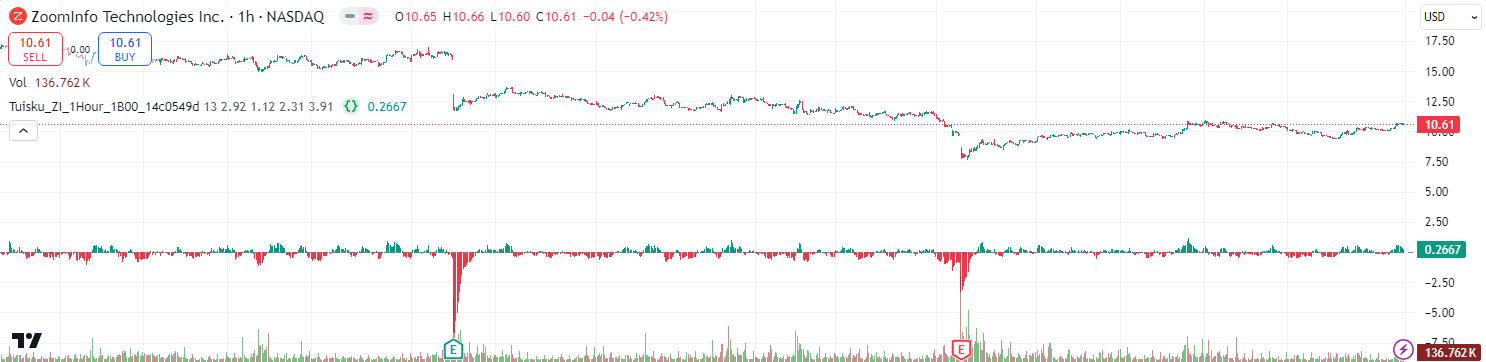 Z ZoomInfo Technologies Inc. · 1h · NASDAQ O10.65 H10.66 L10.60 C10.61 −0.04 (−0.42%)
USD
10.61 SELL
0.00
10.61 BUY
Vol 136.762 K
Tuisku_ZI_1Hour_1B00_14c0549d 13 2.92 1.12 2.31 3.91 {} 0.2667
17.50
15.00
12.50
10.61
7.50
5.00
2.50
0.2667
−2.50
−5.00
136.762 K
E
E